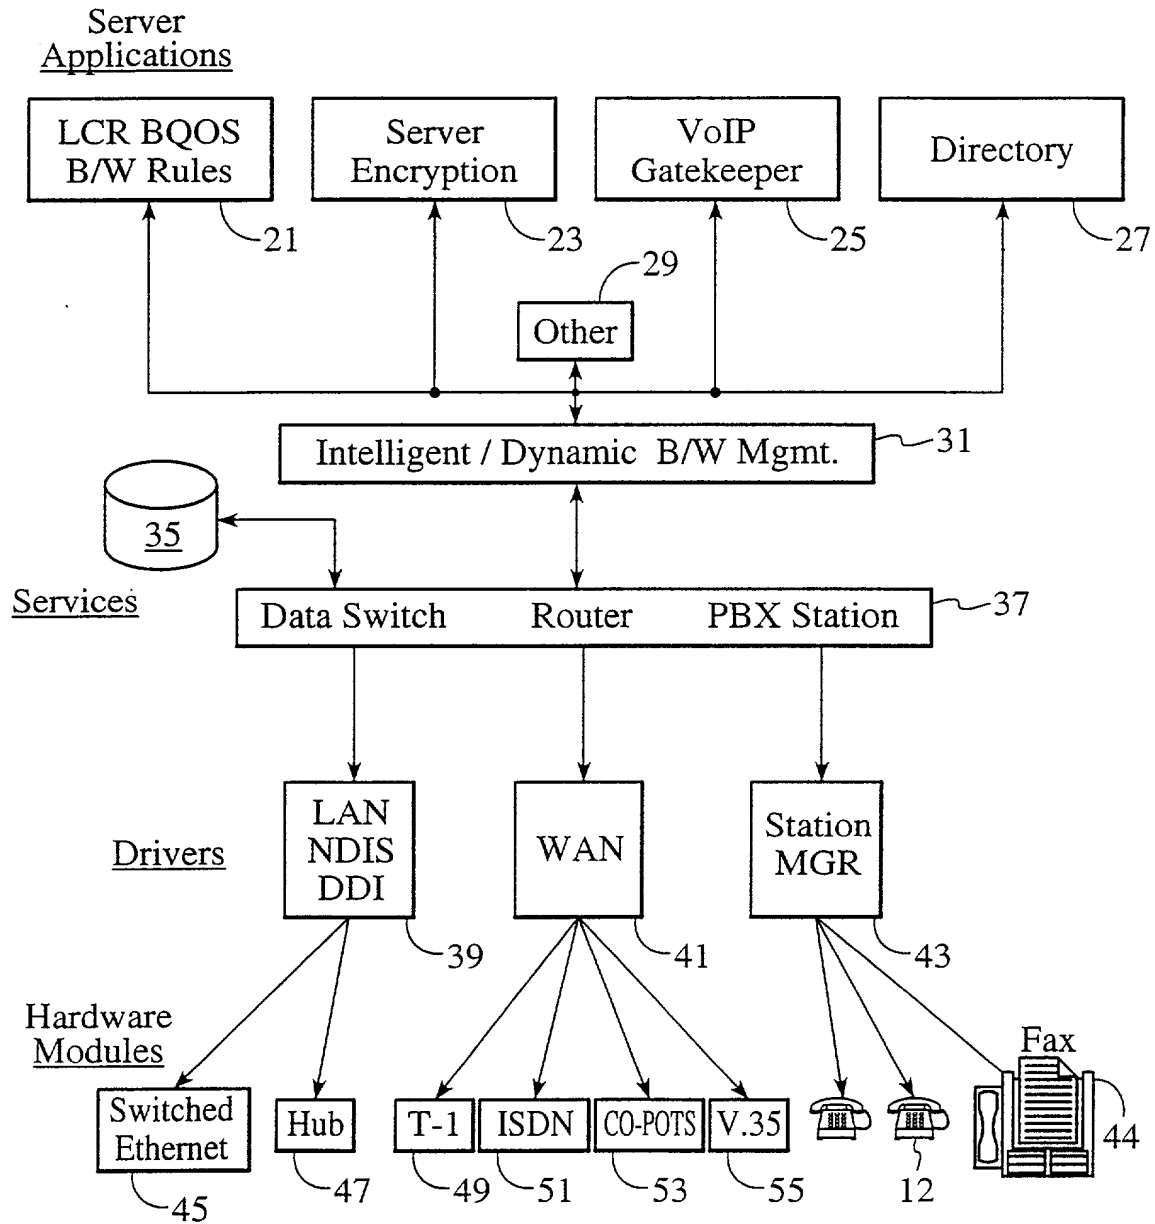 Server
Applications
LCR BQOS
B/W Rules
Server
Encryption
VoIP
Gatekeeper
Directory
21
23
25
27
29
Other
Intelligent / Dynamic B/W Mgmt.
31
35
Services
Data Switch Router PBX Station
37
Drivers
LAN
NDIS
DDI
WAN
Station
MGR
39
41
43
Hardware
Modules
Fax
Switched
Ethernet
Hub
T-1
ISDN
CO-POTS
V.35
44
45
47
49
51
53
55
12